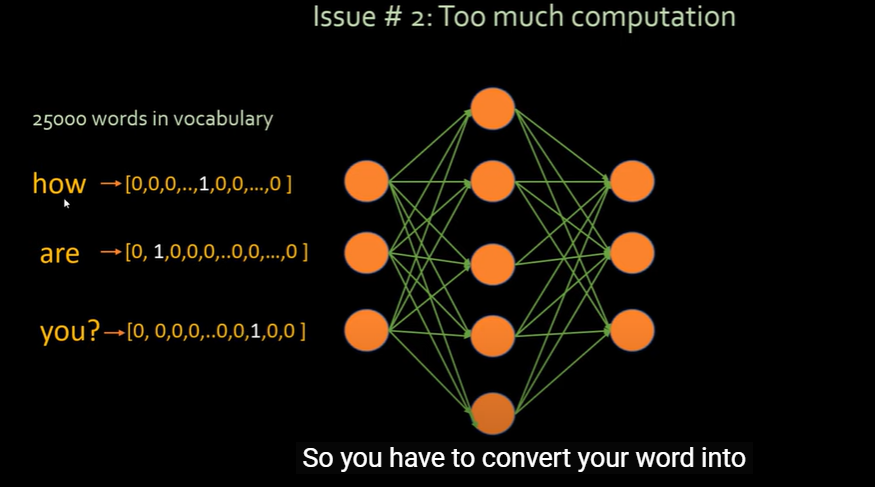 Issue # 2: Too much computation
25000 words in vocabulary
how → [0,0,0,..,1,0,0,...,0 ]
are → [0, 1,0,0,0,..0,0,...,0 ]
you? → [0, 0,0,0,..0,0,1,0,0 ]
So you have to convert your word into